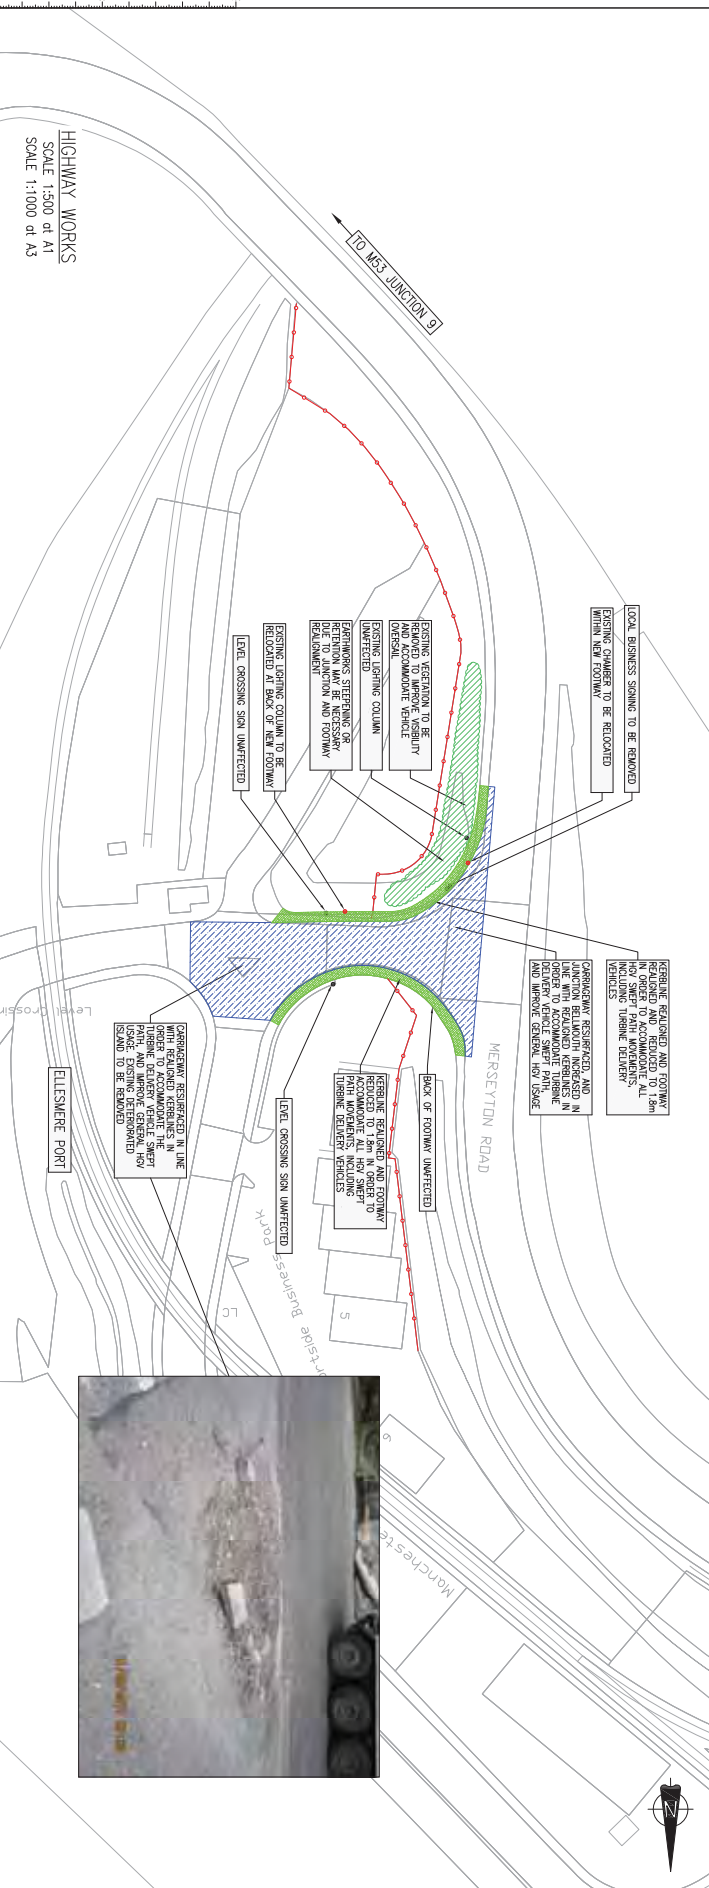 HIGHWAY WORKS
SCALE 1:500 at A1
SCALE 1:1000 at A3
TO M53 JUNCTION 9
LOCAL BUSINESS SIGNING TO BE REMOVED
EXISTING CHAMBER TO BE RELOCATED
WITHIN NEW FOOTWAY
EXISTING VEGETATION TO BE
REMOVED TO IMPROVE VISIBILITY
AND ACCOMMODATE VEHICLE
OVERSAIL
EXISTING LIGHTING COLUMN
UNAFFECTED
EARTHWORKS STEEPENING OR
RETENTION MAY BE NECESSARY
DUE TO JUNCTION AND FOOTWAY
REALIGNMENT
EXISTING LIGHTING COLUMN TO BE
RELOCATED AT BACK OF NEW FOOTWAY
LEVEL CROSSING SIGN UNAFFECTED
KERBLINE REALIGNED AND FOOTWAY
REALIGNED AND REDUCED TO 1.8m
IN ORDER TO ACCOMMODATE ALL
HGV SWEPT PATH MOVEMENTS,
INCLUDING TURBINE DELIVERY
VEHICLES
CARRIAGEWAY RESURFACED, AND
JUNCTION BELLMOUTH INCREASED IN
LINE WITH REALIGNED KERBLINES IN
ORDER TO ACCOMMODATE TURBINE
DELIVERY VEHICLE SWEPT PATH,
AND IMPROVE GENERAL HGV USAGE
MERSEYTON ROAD
BACK OF FOOTWAY UNAFFECTED
KERBLINE REALIGNED AND FOOTWAY
REDUCED TO 1.8m IN ORDER TO
ACCOMMODATE ALL HGV SWEPT
PATH MOVEMENTS, INCLUDING
TURBINE DELIVERY VEHICLES
LEVEL CROSSING SIGN UNAFFECTED
CARRIAGEWAY RESURFACED IN LINE
WITH REALIGNED KERBLINES IN
ORDER TO ACCOMMODATE THE
TURBINE DELIVERY VEHICLE SWEPT
PATH, AND IMPROVE GENERAL HGV
USAGE. EXISTING DETERIORATED
ISLAND TO BE REMOVED
ELLESMERE PORT
Level Crossin
rtside Business Park
LC
5
6
Mancheste
N